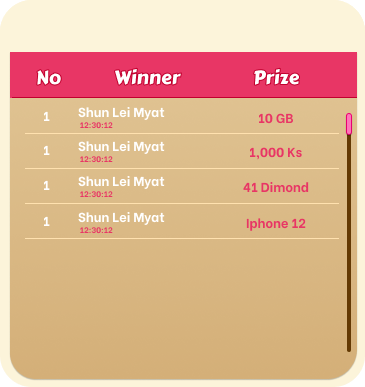 No Winner Prize
1 Shun Lei Myat 10 GB
12:30:12
1 Shun Lei Myat 1,000 Ks
12:30:12
1 Shun Lei Myat 41 Dimond
12:30:12
1 Shun Lei Myat Iphone 12
12:30:12